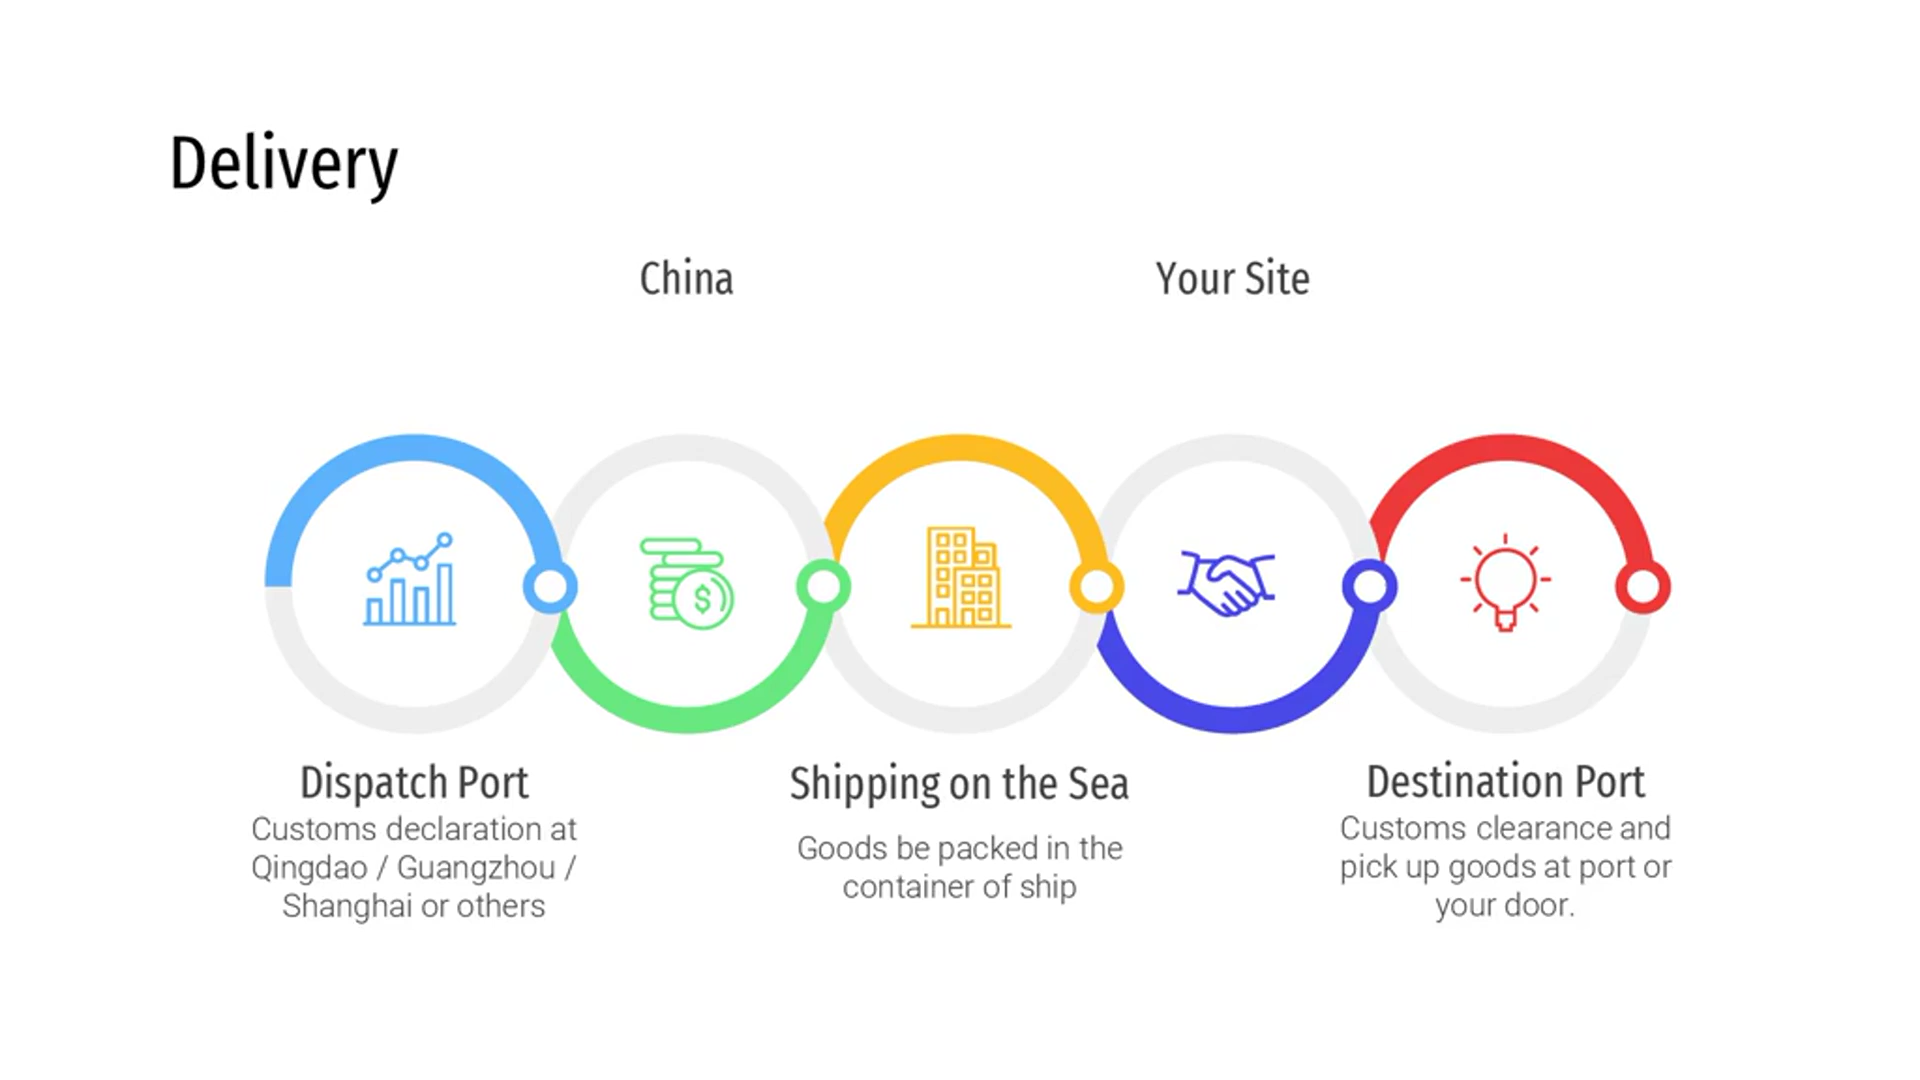 Delivery
China
Your Site
$
Dispatch Port
Customs declaration at
Qingdao / Guangzhou /
Shanghai or others
Shipping on the Sea
Goods be packed in the
container of ship
Destination Port
Customs clearance and
pick up goods at port or
your door.